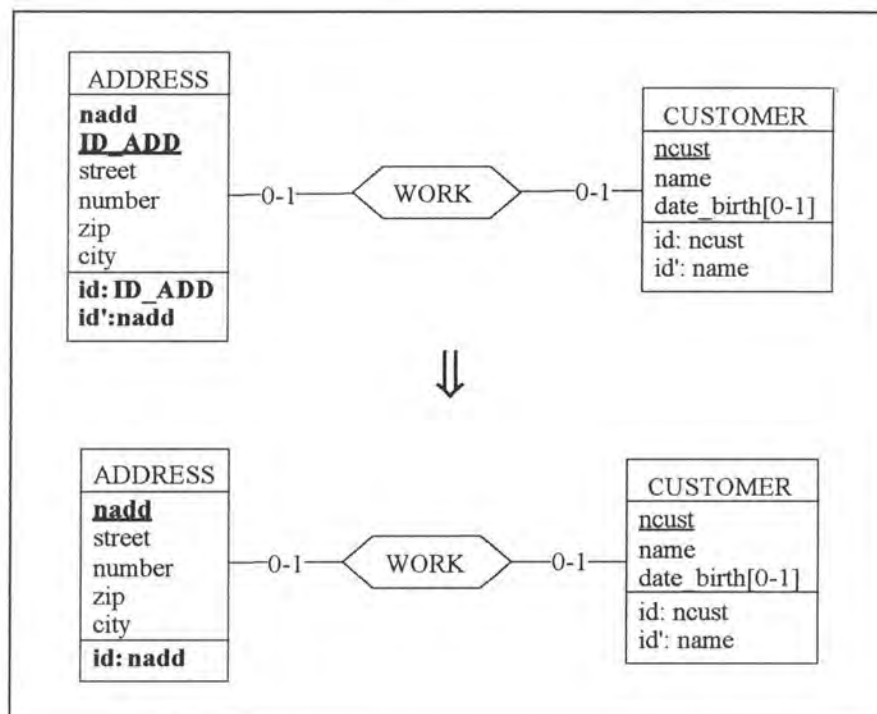 ADDRESS
nadd
ID_ADD
street
number
zip
city
id: ID_ADD
id':nadd
0-1
WORK
0-1
CUSTOMER
ncust
name
date_birth[0-1]
id: ncust
id': name
⇓
ADDRESS
nadd
street
number
zip
city
id: nadd
0-1
WORK
0-1
CUSTOMER
ncust
name
date_birth[0-1]
id: ncust
id': name